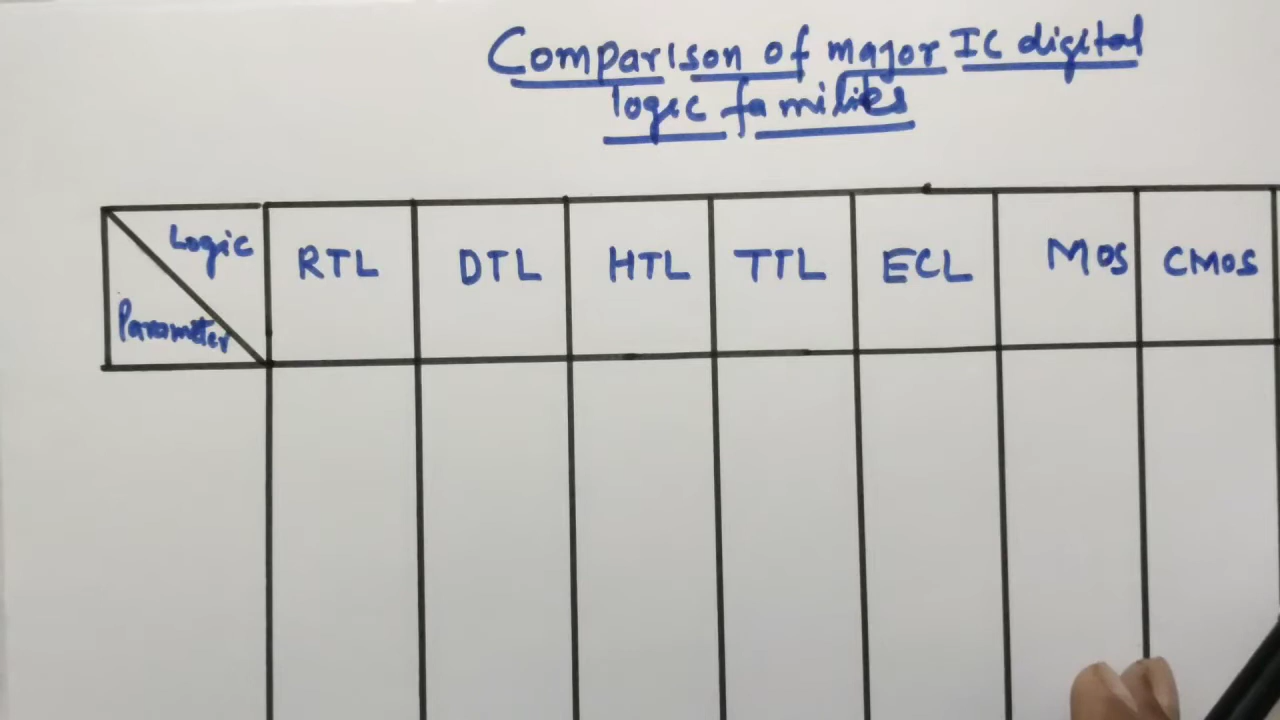 Comparison of major IC digital
logic families
Logic
Parameter
RTL DTL HTL TTL ECL MOS CMOS